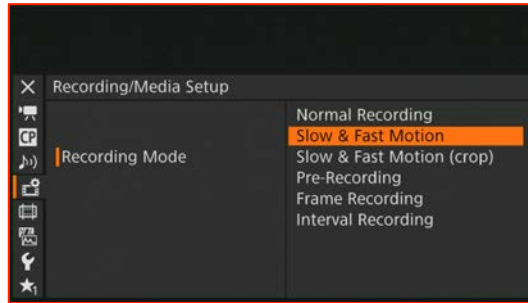 Recording/Media Setup
Normal Recording
Slow & Fast Motion
CP
Recording Mode
Slow & Fast Motion (crop)
Pre-Recording
Frame Recording
Interval Recording
1